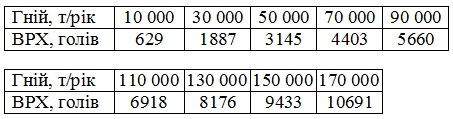 Гній, т/рік 10 000 30 000 50 000 70 000 90 000
ВРХ, голів 629 1887 3145 4403 5660
Гній, т/рік 110 000 130 000 150 000 170 000
ВРХ, голів 6918 8176 9433 10691